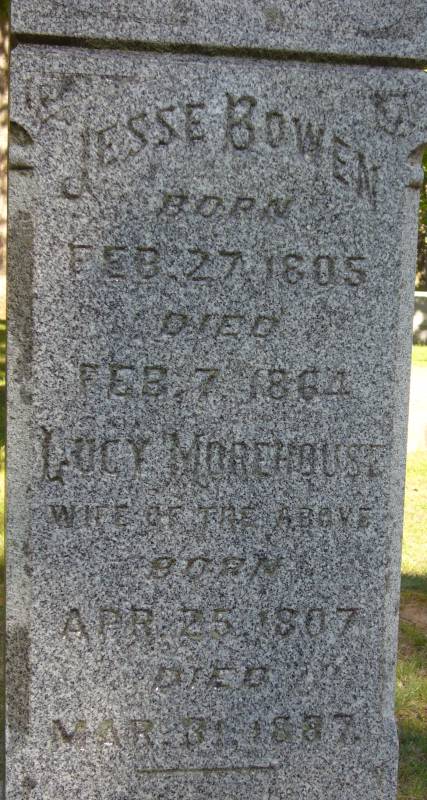 JESSE BOWEN
BORN
FEB. 27, 1805
DIED
FEB. 7, 1864
LUCY MOREHOUSE
WIFE OF THE ABOVE
BORN
APR. 25, 1807
DIED
MAR. 31, 1887.